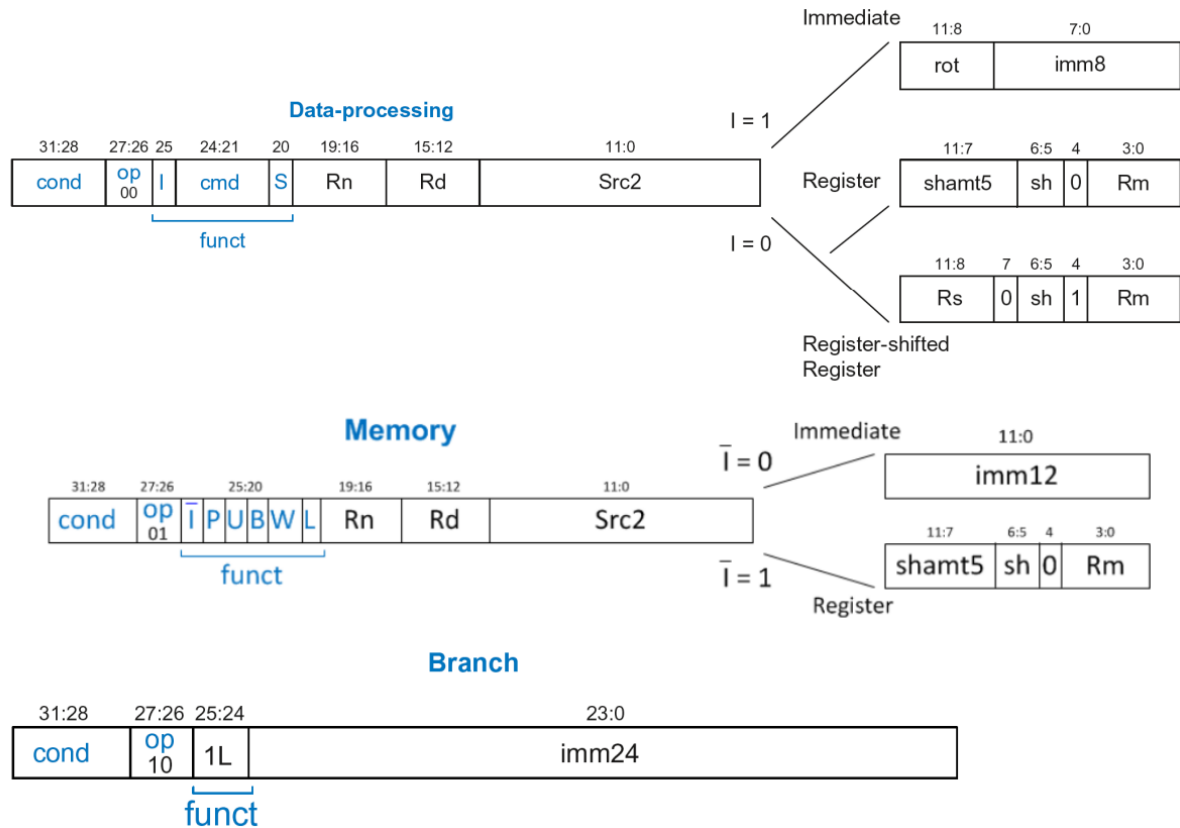 Immediate
11:8 7:0
rot imm8
Data-processing
I = 1
31:28 27:26 25 24:21 20 19:16 15:12 11:0
cond op 00 I cmd S Rn Rd Src2
funct
Register
11:7 6:5 4 3:0
shamt5 sh 0 Rm
I = 0
11:8 7 6:5 4 3:0
Rs 0 sh 1 Rm
Register-shifted
Register
Memory
Immediate
11:0
imm12
I̅ = 0
31:28 27:26 25:20 19:16 15:12 11:0
cond op 01 I̅ P U B W L Rn Rd Src2
funct
I̅ = 1
11:7 6:5 4 3:0
shamt5 sh 0 Rm
Register
Branch
31:28 27:26 25:24 23:0
cond op 10 1L imm24
funct